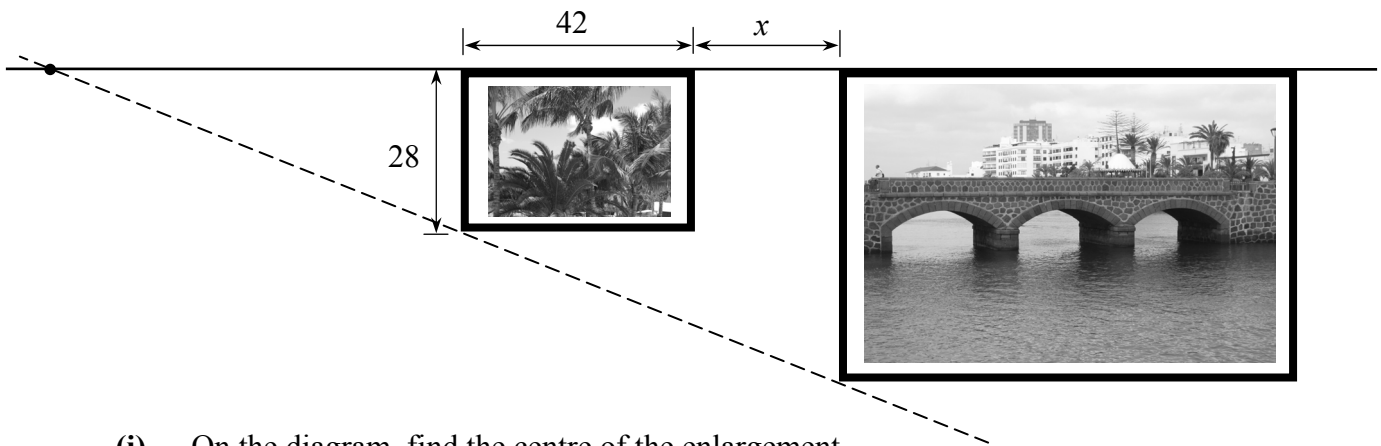 42
x
28
(i) On the diagram, find the centre of the enlargement.